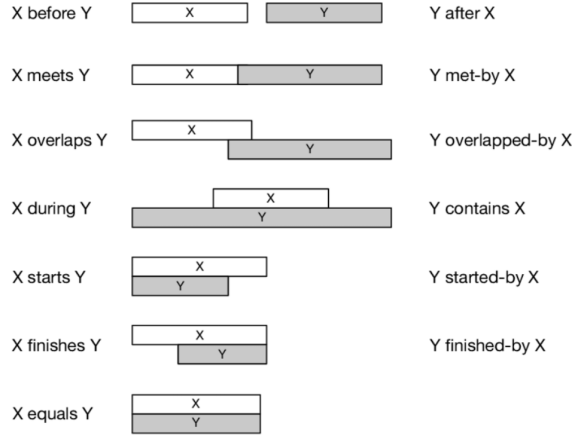 X before Y X Y Y after X
X meets Y X Y Y met-by X
X overlaps Y X Y Y overlapped-by X
X during Y X Y Y contains X
X starts Y X Y Y started-by X
X finishes Y X Y Y finished-by X
X equals Y X Y